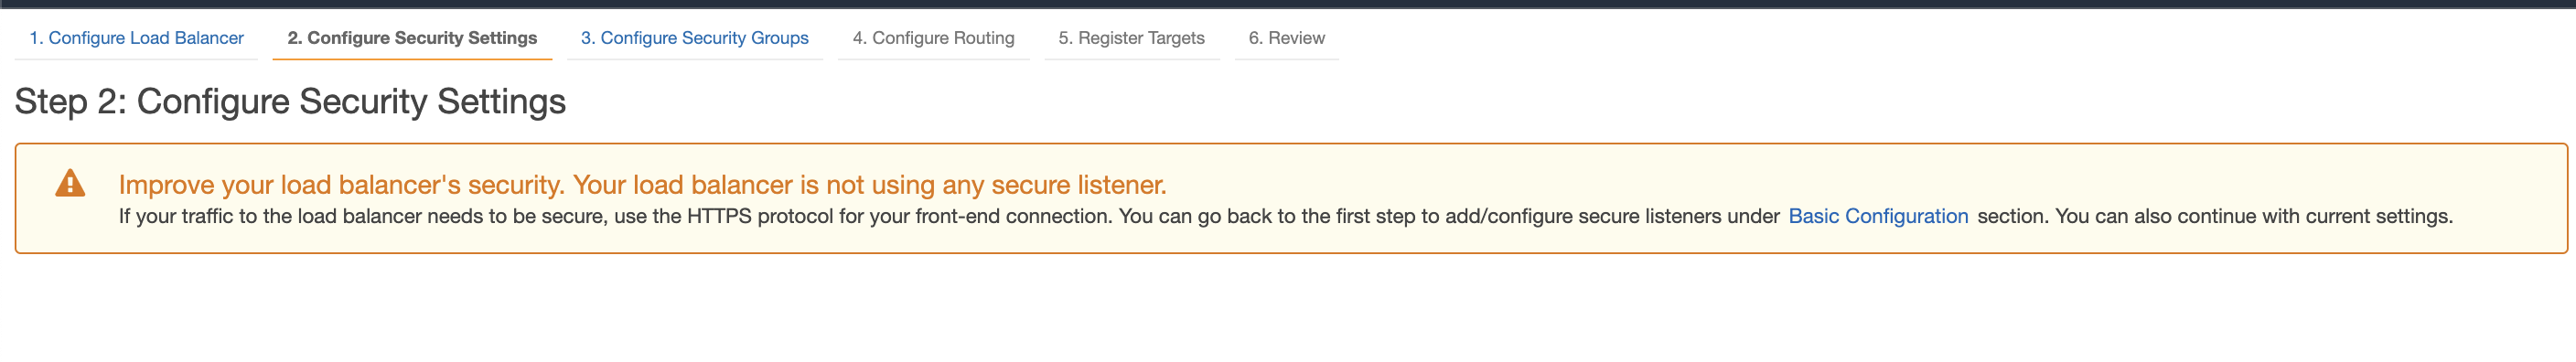 1. Configure Load Balancer 2. Configure Security Settings 3. Configure Security Groups 4. Configure Routing 5. Register Targets 6. Review
Step 2: Configure Security Settings
Improve your load balancer's security. Your load balancer is not using any secure listener.
If your traffic to the load balancer needs to be secure, use the HTTPS protocol for your front-end connection. You can go back to the first step to add/configure secure listeners under Basic Configuration section. You can also continue with current settings.